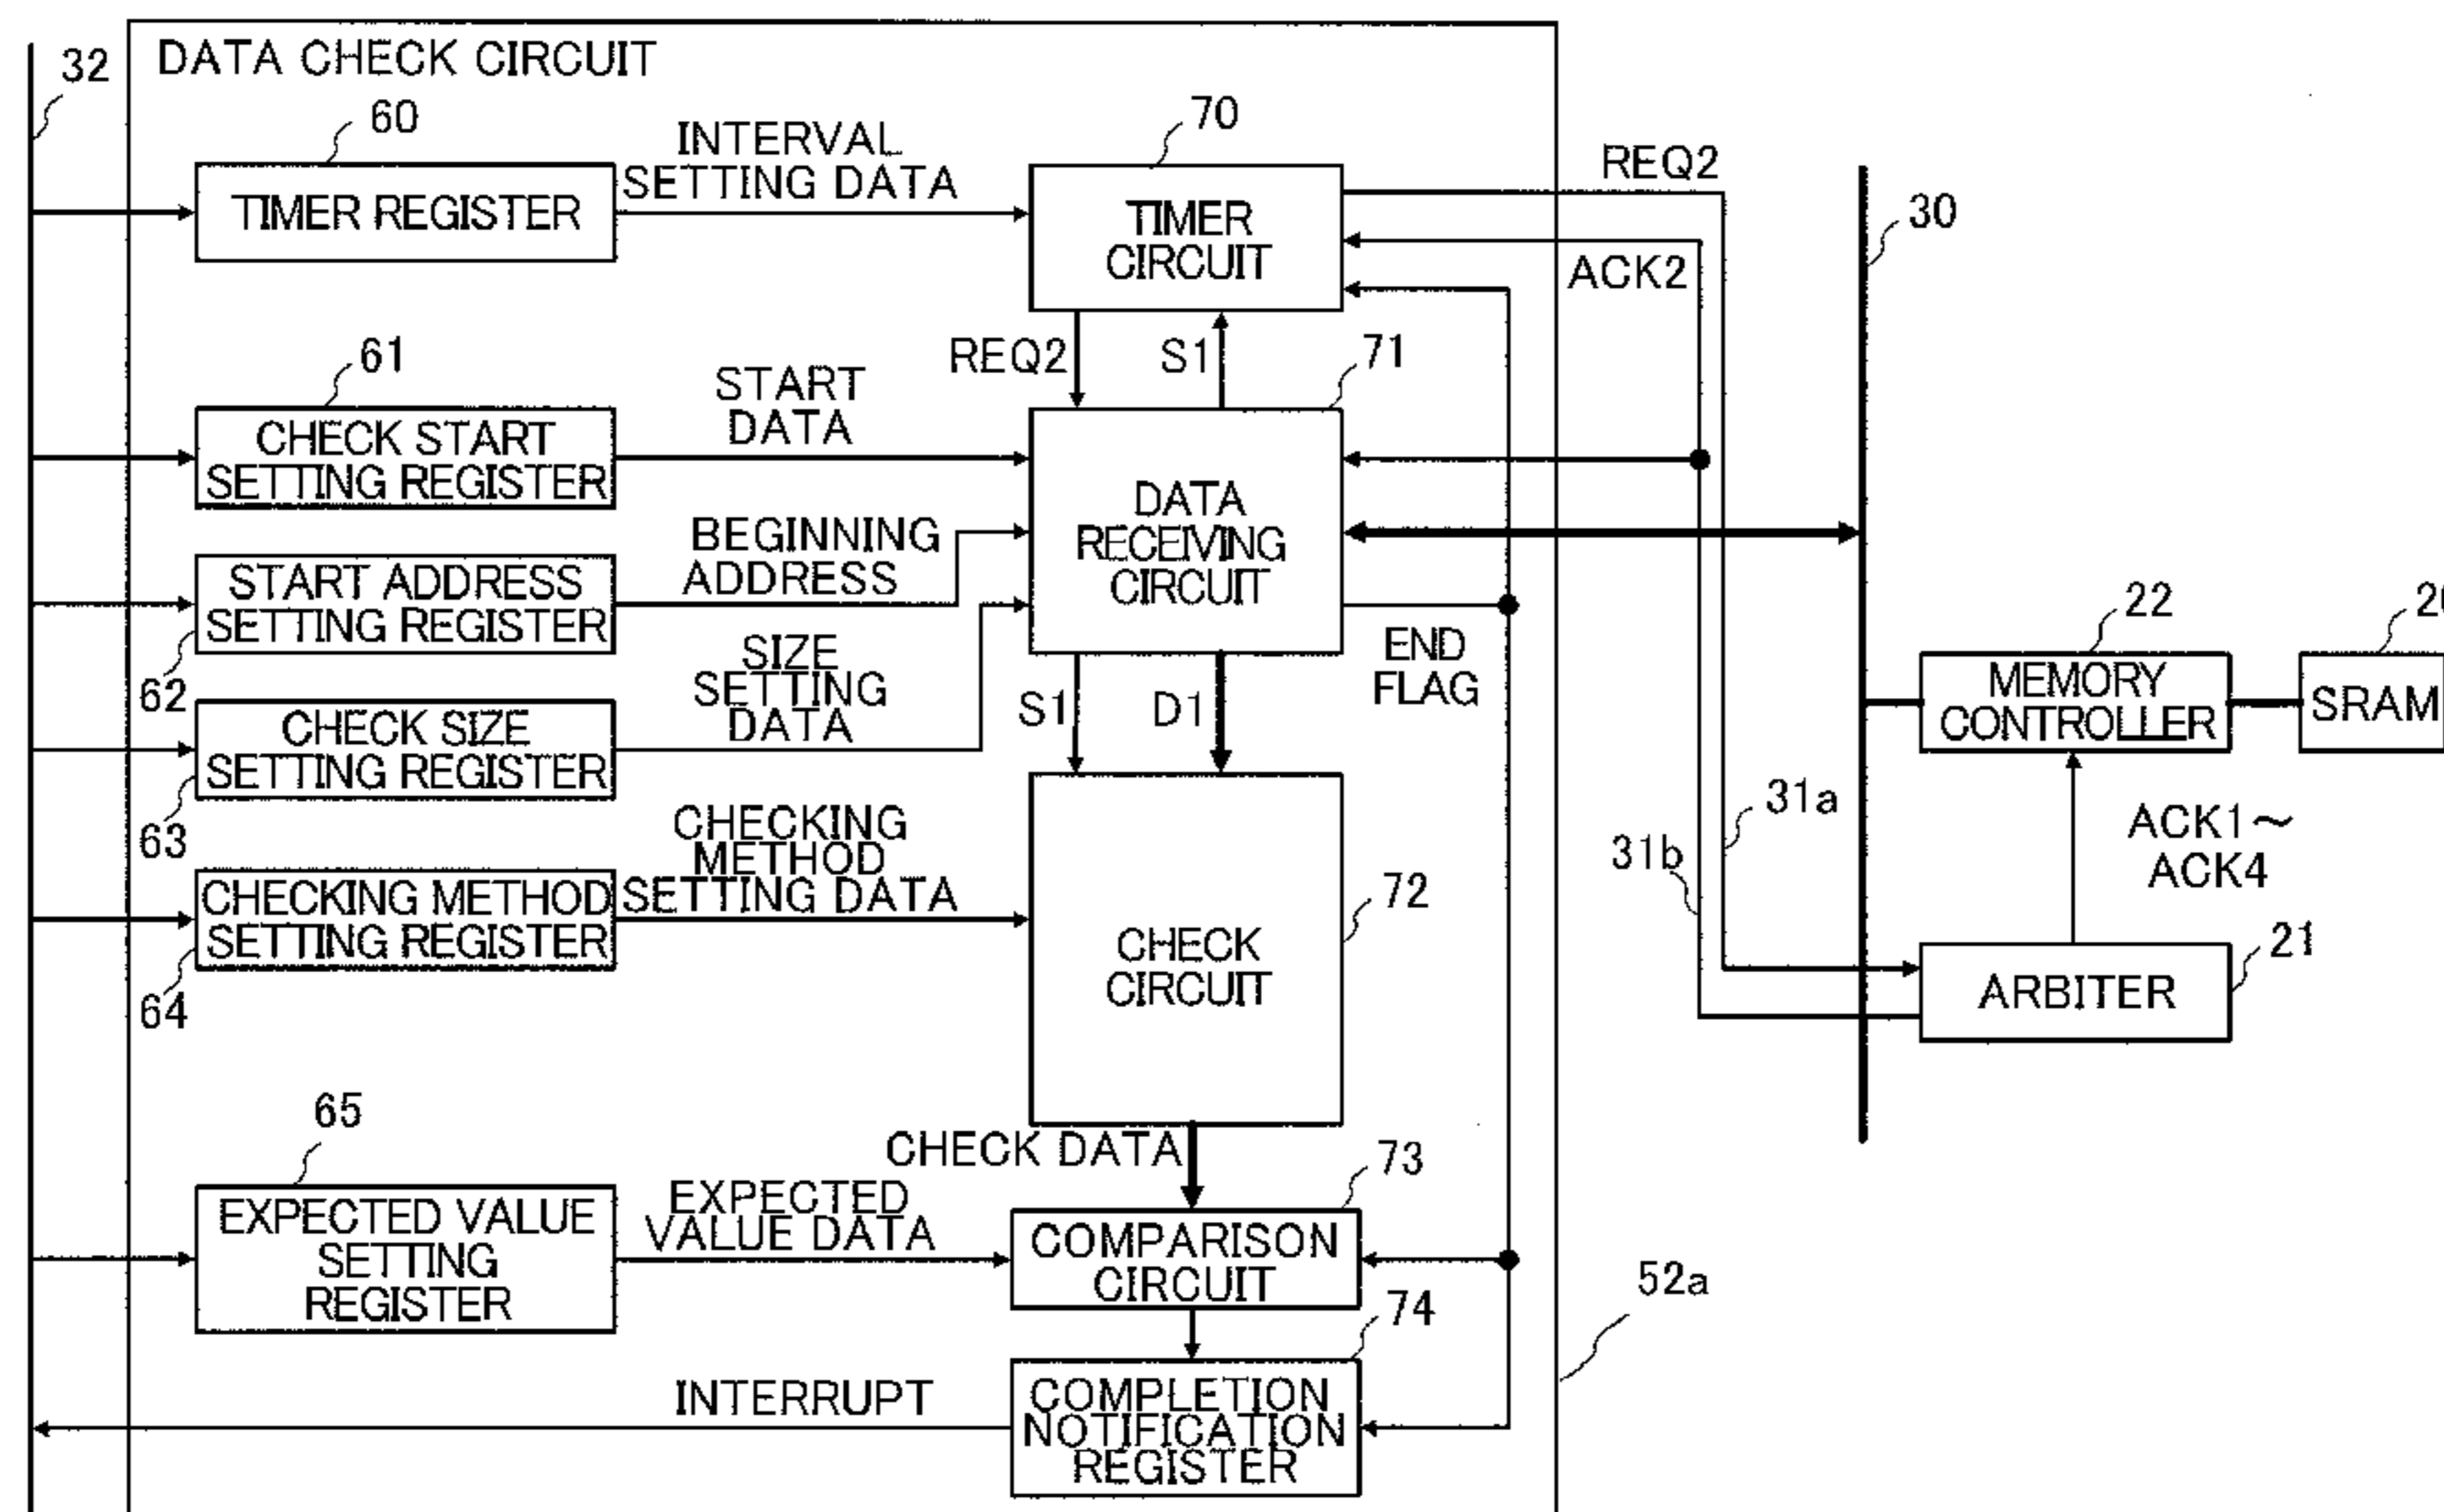 DATA CHECK CIRCUIT
32
60
TIMER REGISTER
INTERVAL
SETTING DATA
70
TIMER
CIRCUIT
REQ2
ACK2
30
REQ2
S1
61
CHECK START
SETTING REGISTER
START
DATA
71
DATA
RECEIVING
CIRCUIT
START ADDRESS
SETTING REGISTER
62
BEGINNING
ADDRESS
CHECK SIZE
SETTING REGISTER
63
SIZE
SETTING
DATA
S1
D1
END
FLAG
22
MEMORY
CONTROLLER
SRAM
CHECKING METHOD
SETTING REGISTER
64
CHECKING
METHOD
SETTING DATA
72
CHECK
CIRCUIT
31b
31a
ACK1~
ACK4
21
ARBITER
65
EXPECTED VALUE
SETTING
REGISTER
CHECK DATA
EXPECTED
VALUE DATA
73
COMPARISON
CIRCUIT
52a
74
COMPLETION
NOTIFICATION
REGISTER
INTERRUPT